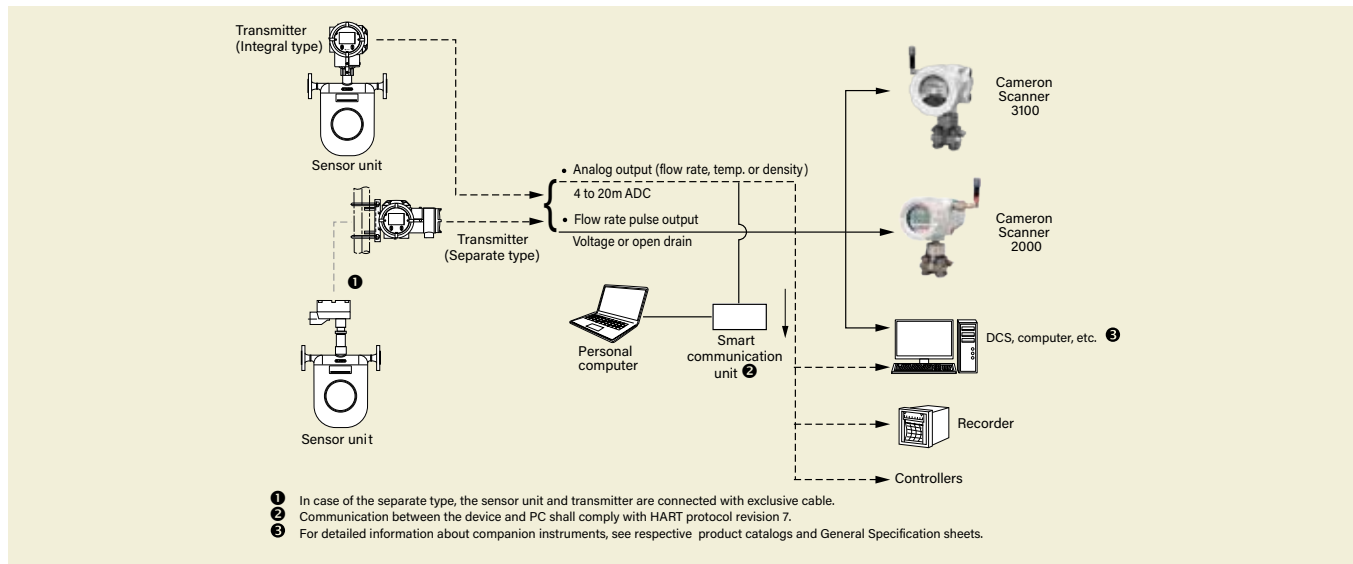 Transmitter
(Integral type)
Sensor unit
Transmitter
(Separate type)
❶
Sensor unit
• Analog output (flow rate, temp. or density)
4 to 20m ADC
• Flow rate pulse output
Voltage or open drain
Personal
computer
Smart
communication
unit ❷
Cameron
Scanner
3100
Cameron
Scanner
2000
DCS, computer, etc. ❸
Recorder
Controllers
❶ In case of the separate type, the sensor unit and transmitter are connected with exclusive cable.
❷ Communication between the device and PC shall comply with HART protocol revision 7.
❸ For detailed information about companion instruments, see respective product catalogs and General Specification sheets.